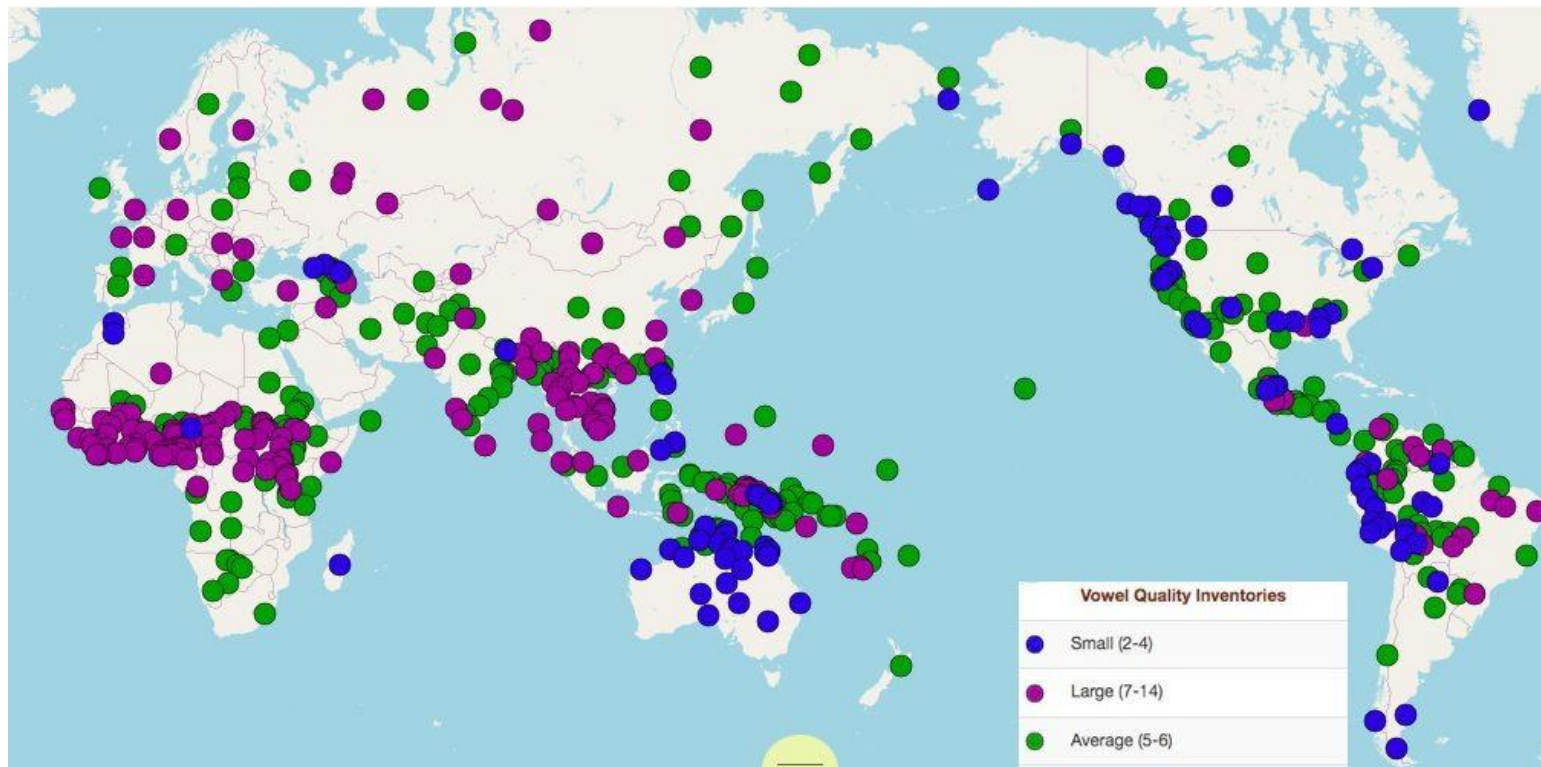 Vowel Quality Inventories
Small (2-4)
Large (7-14)
Average (5-6)